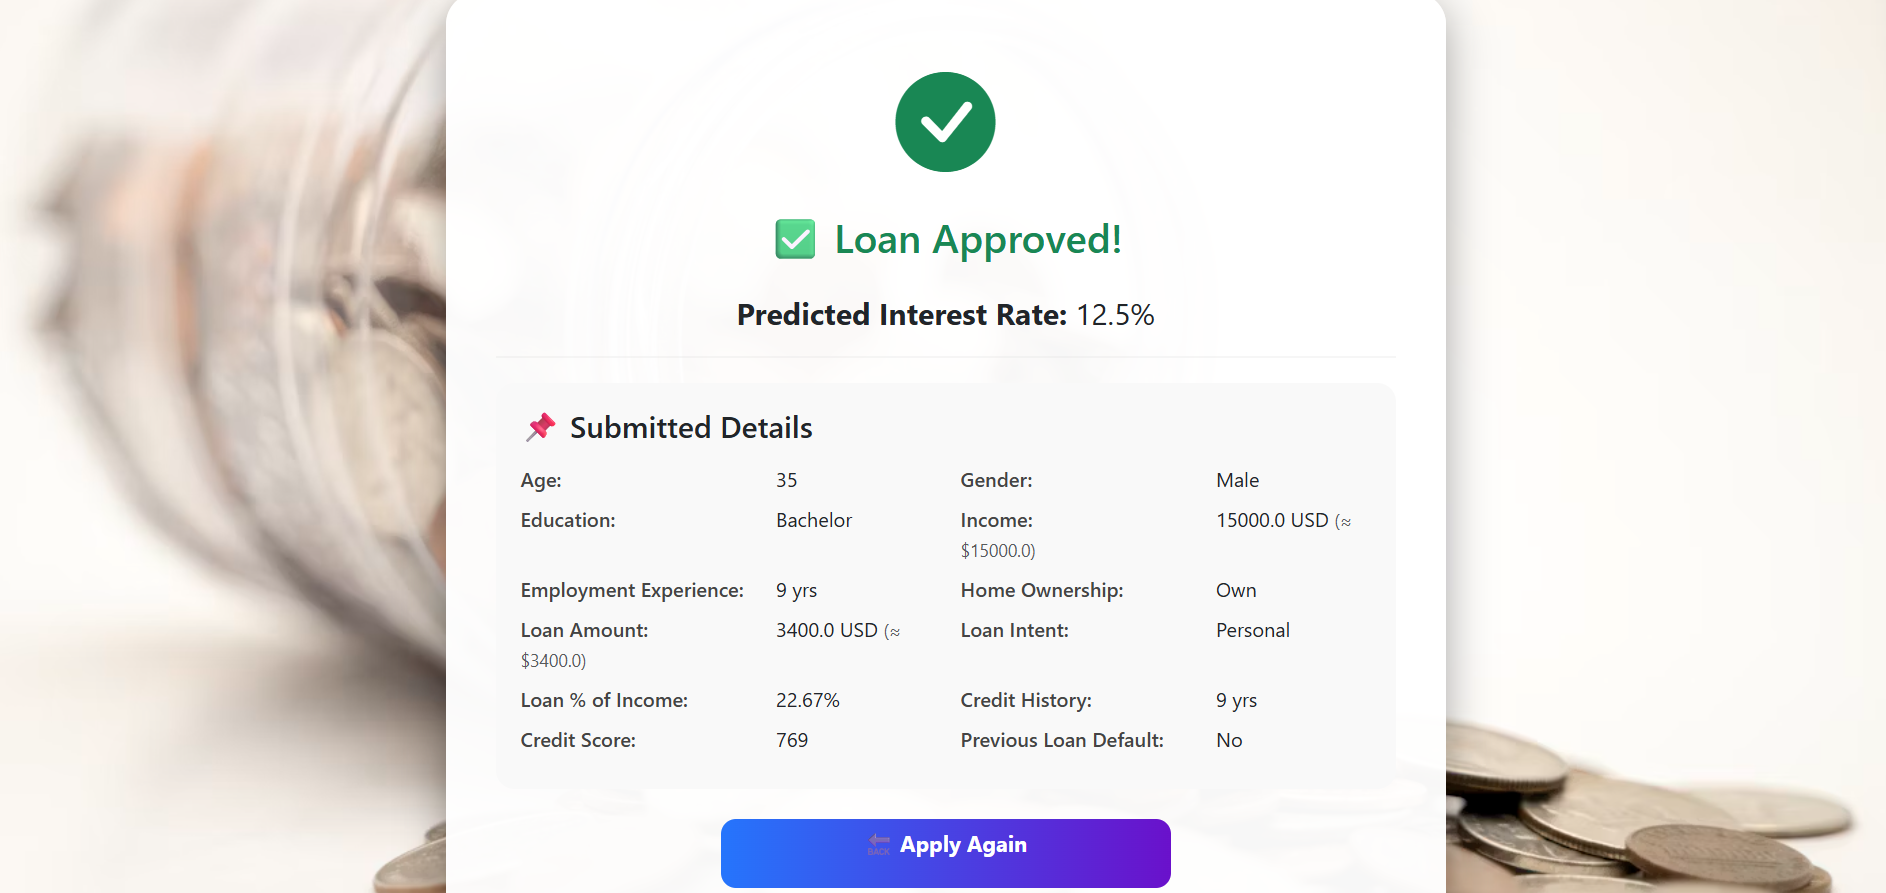 ✅ Loan Approved!
Predicted Interest Rate: 12.5%
📌 Submitted Details
Age: 35 Gender: Male
Education: Bachelor Income: 15000.0 USD (≈
$15000.0)
Employment Experience: 9 yrs Home Ownership: Own
Loan Amount: 3400.0 USD (≈ Loan Intent: Personal
$3400.0)
Loan % of Income: 22.67% Credit History: 9 yrs
Credit Score: 769 Previous Loan Default: No
🔙 Apply Again